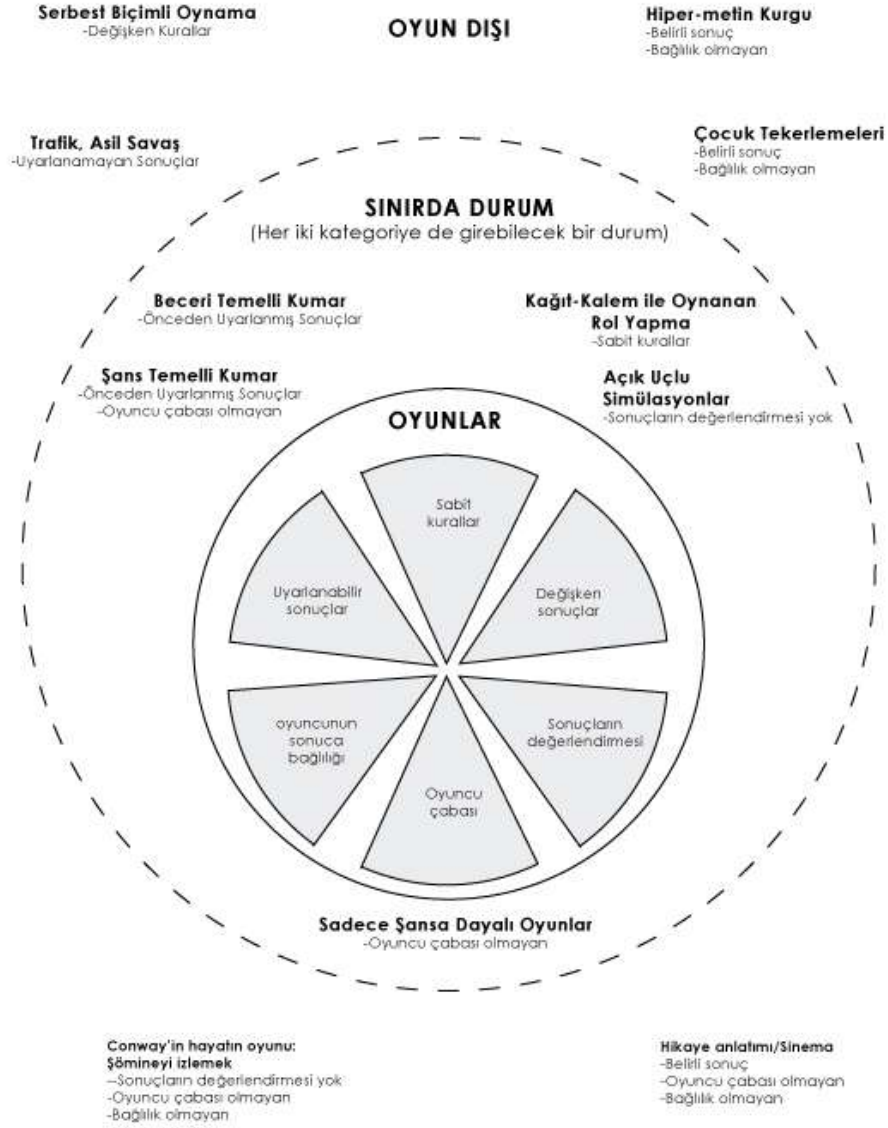 Serbest Biçimli Oynama
-Değişken Kurallar
OYUN DIŞI
Hiper-metin Kurgu
-Belirli sonuç
-Bağlılık olmayan
Trafik, Asil Savaş
-Uyarlanamayan Sonuçlar
Çocuk Tekerlemeleri
-Belirli sonuç
-Bağlılık olmayan
SINIRDA DURUM
(Her iki kategoriye de girebilecek bir durum)
Beceri Temelli Kumar
-Önceden Uyarlanmış Sonuçlar
Kağıt-Kalem ile Oynanan
Rol Yapma
-Sabit kurallar
Şans Temelli Kumar
-Önceden Uyarlanmış Sonuçlar
-Oyuncu çabası olmayan
Açık Uçlu
Simülasyonlar
-Sonuçların değerlendirmesi yok
OYUNLAR
Sabit
kurallar
Uyarlanabilir
sonuçlar
Değişken
sonuçlar
oyuncunun
sonuca
bağlılığı
Sonuçların
değerlendirmesi
Oyuncu
çabası
Sadece Şansa Dayalı Oyunlar
-Oyuncu çabası olmayan
Conway'in hayatın oyunu:
Şömineyi izlemek
--Sonuçların değerlendirmesi yok
-Oyuncu çabası olmayan
-Bağlılık olmayan
Hikaye anlatımı/Sinema
-Belirli sonuç
-Oyuncu çabası olmayan
-Bağlılık olmayan